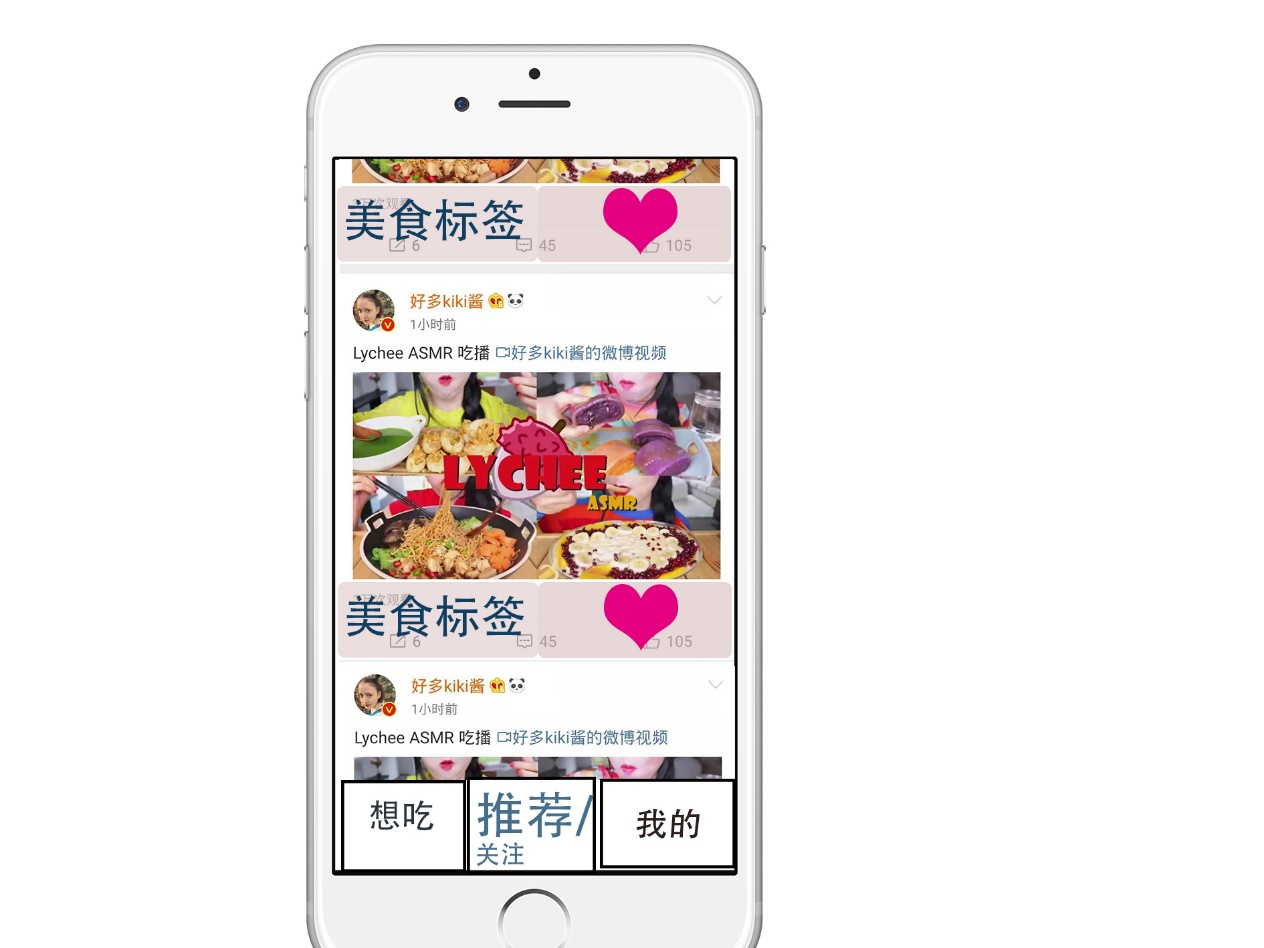 美食标签
6 45 105
好多kiki酱
1小时前
Lychee ASMR 吃播 好多kiki酱的微博视频
LYCHEE
ASMR
美食标签
6 45 105
好多kiki酱
1小时前
Lychee ASMR 吃播 好多kiki酱的微博视频
想吃
推荐/
关注
我的